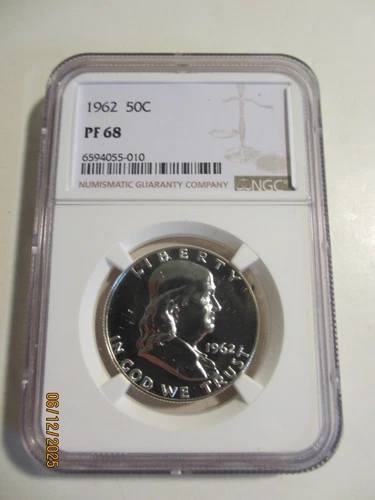 1962 50C
PF 68
6594055-010
NUMISMATIC GUARANTY COMPANY
NGC
LIBERTY
1962
IN GOD WE TRUST
06/12/2025